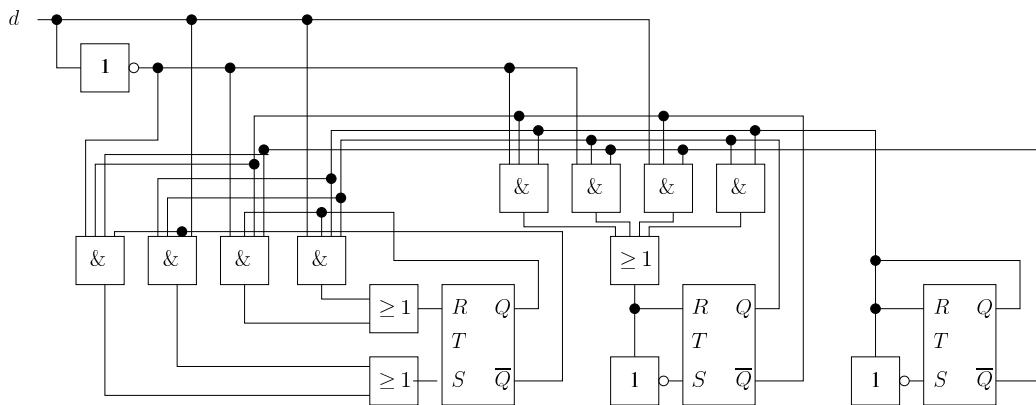 d
1
& & & &
& & & & ≥ 1
≥ 1 R Q R Q R Q
T T T
≥ 1 S Q̅ 1 S Q̅ 1 S Q̅